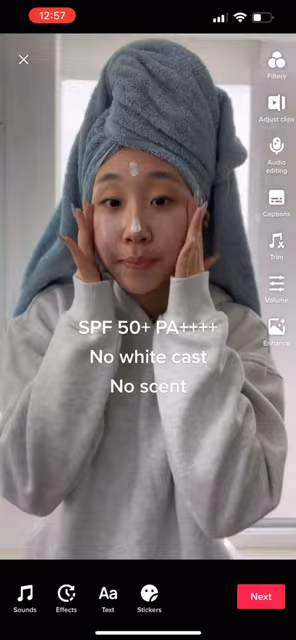 12:57
Filters
Adjust clips
Audio
editing
Captions
Trim
Volume
Enhance
SPF 50+ PA++++
No white cast
No scent
Sounds
Effects
Aa
Text
Stickers
Next